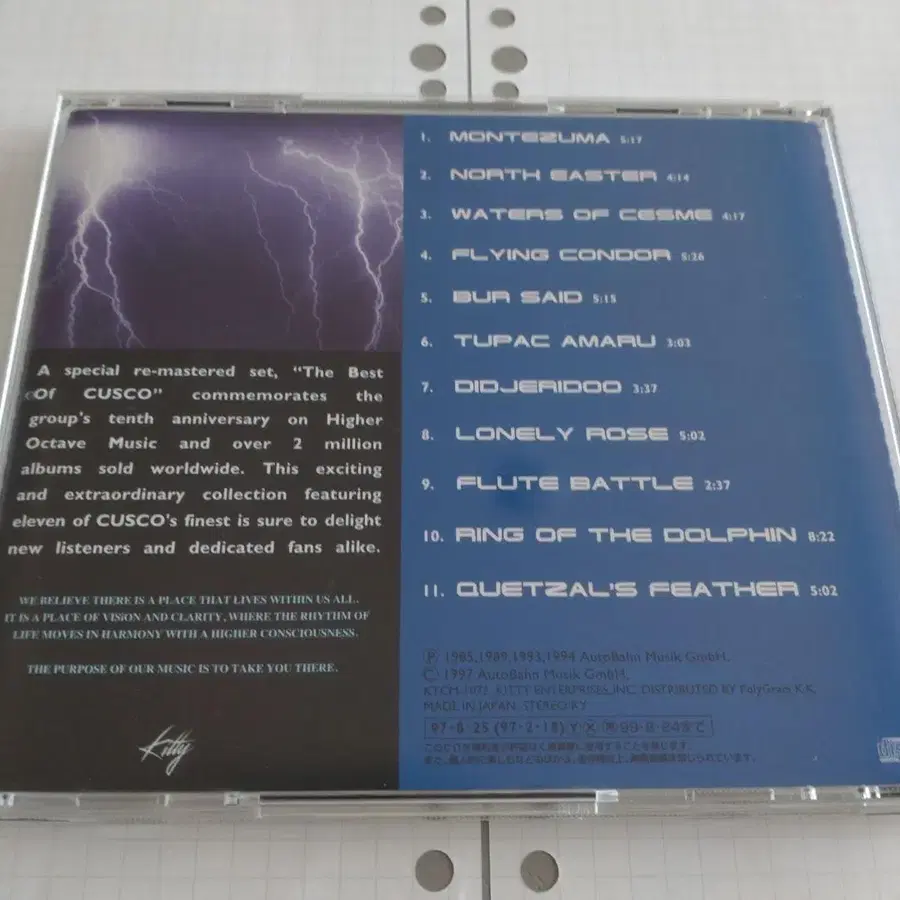 1. MONTEZUMA 5:17
2. NORTH EASTER 4:14
3. WATERS OF CESME 4:17
4. FLYING CONDOR 5:26
5. BUR SAID 5:15
6. TUPAC AMARU 3:03
7. DIDJERIDOO 3:37
8. LONELY ROSE 5:02
9. FLUTE BATTLE 2:37
10. RING OF THE DOLPHIN 8:22
11. QUETZAL'S FEATHER 5:02
A special re-mastered set, "The Best
Of CUSCO" commemorates the
group's tenth anniversary on Higher
Octave Music and over 2 million
albums sold worldwide. This exciting
and extraordinary collection featuring
eleven of CUSCO's finest is sure to delight
new listeners and dedicated fans alike.
WE BELIEVE THERE IS A PLACE THAT LIVES WITHIN US ALL..
IT IS A PLACE OF VISION AND CLARITY, WHERE THE RHYTHM OF
LIFE MOVES IN HARMONY WITH A HIGHER CONSCIOUSNESS.
THE PURPOSE OF OUR MUSIC IS TO TAKE YOU THERE.
Kitty
Ⓟ 1985,1989,1993,1994 AutoBahn Musik GmbH.
© 1997 AutoBahn Musik GmbH.
KITTY ENTERPRISES, INC. DISTRIBUTED BY PolyGram K.K.
MADE IN JAPAN. STEREO RY
97-8-25 (97-2-18) Y·X